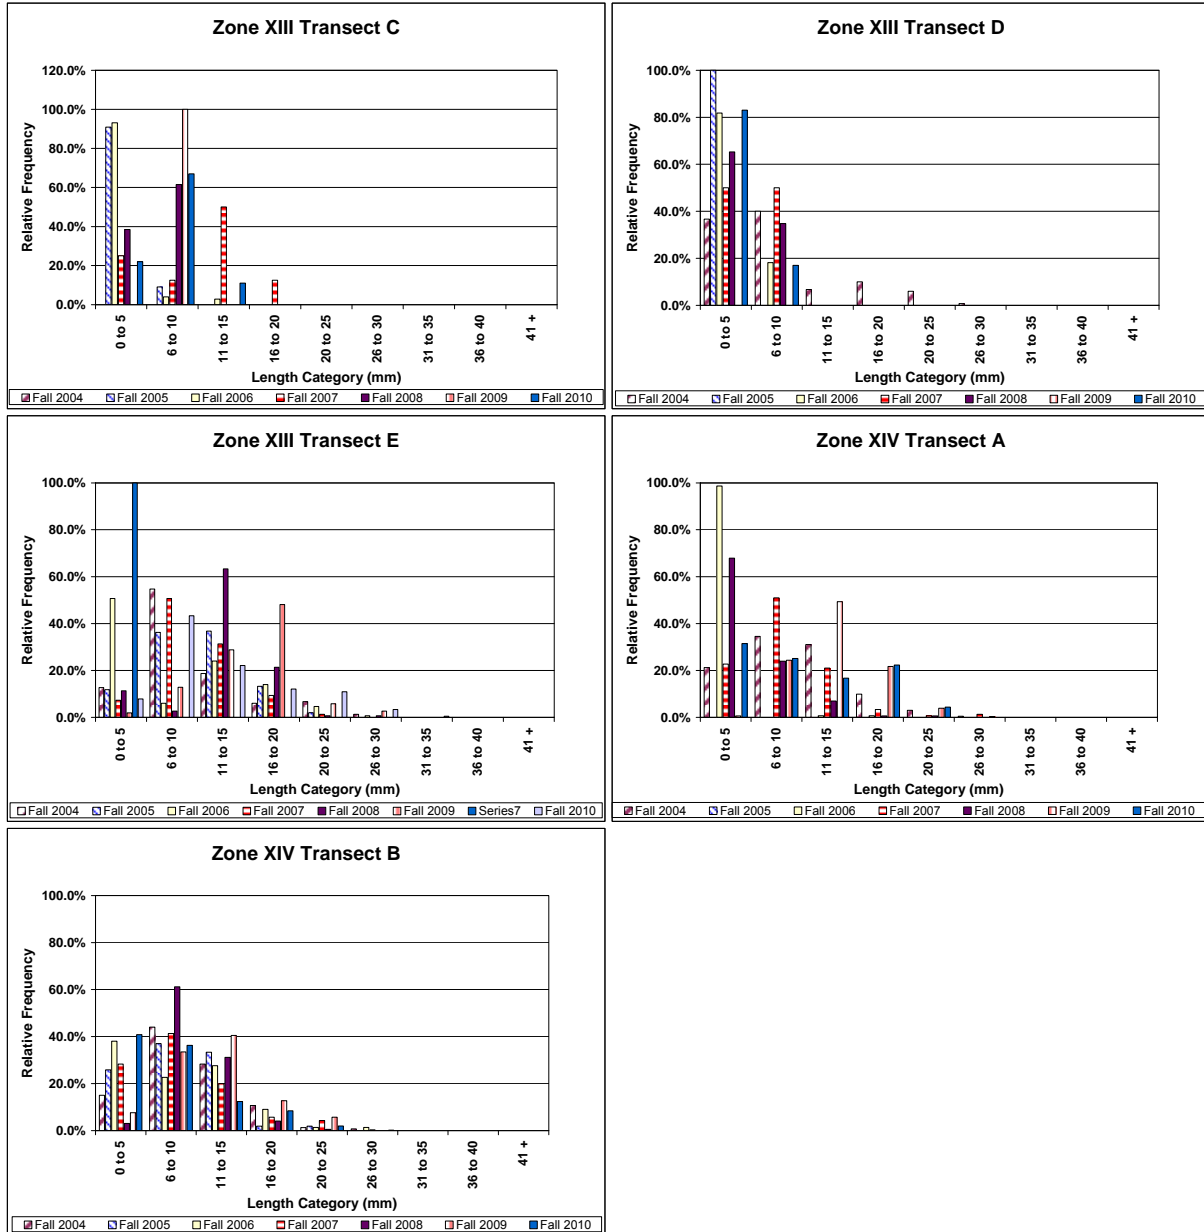 Zone XIII Transect C
120.0%
100.0%
80.0%
60.0%
40.0%
20.0%
0.0%
Relative Frequency
0 to 5
6 to 10
11 to 15
16 to 20
20 to 25
26 to 30
31 to 35
36 to 40
41 +
Length Category (mm)
Fall 2004 Fall 2005 Fall 2006 Fall 2007 Fall 2008 Fall 2009 Fall 2010
Zone XIII Transect D
100.0%
80.0%
60.0%
40.0%
20.0%
0.0%
Relative Frequency
0 to 5
6 to 10
11 to 15
16 to 20
20 to 25
26 to 30
31 to 35
36 to 40
41 +
Length Category (mm)
Fall 2004 Fall 2005 Fall 2006 Fall 2007 Fall 2008 Fall 2009 Fall 2010
Zone XIII Transect E
100.0%
80.0%
60.0%
40.0%
20.0%
0.0%
Relative Frequency
0 to 5
6 to 10
11 to 15
16 to 20
20 to 25
26 to 30
31 to 35
36 to 40
41 +
Length Category (mm)
Fall 2004 Fall 2005 Fall 2006 Fall 2007 Fall 2008 Fall 2009 Series7 Fall 2010
Zone XIV Transect A
100.0%
80.0%
60.0%
40.0%
20.0%
0.0%
Relative Frequency
0 to 5
6 to 10
11 to 15
16 to 20
20 to 25
26 to 30
31 to 35
36 to 40
41 +
Length Category (mm)
Fall 2004 Fall 2005 Fall 2006 Fall 2007 Fall 2008 Fall 2009 Fall 2010
Zone XIV Transect B
100.0%
80.0%
60.0%
40.0%
20.0%
0.0%
Relative Frequency
0 to 5
6 to 10
11 to 15
16 to 20
20 to 25
26 to 30
31 to 35
36 to 40
41 +
Length Category (mm)
Fall 2004 Fall 2005 Fall 2006 Fall 2007 Fall 2008 Fall 2009 Fall 2010